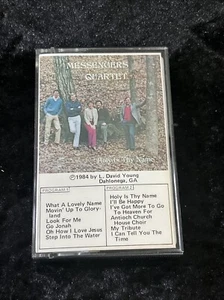 MESSENGERS
QUARTET
Holy Is Thy Name
©1984 by L. David Young
Dahlonega, GA
PROGRAM 1
What A Lovely Name
Movin' Up To Glory-
land
Look For Me
Go Jonah
Oh How I Love Jesus
Step Into The Water
PROGRAM 2
Holy Is Thy Name
I'll Be Happy
I've Got More To Go
To Heaven For
Antioch Church
House Choir
My Tribute
I Can Tell You The
Time